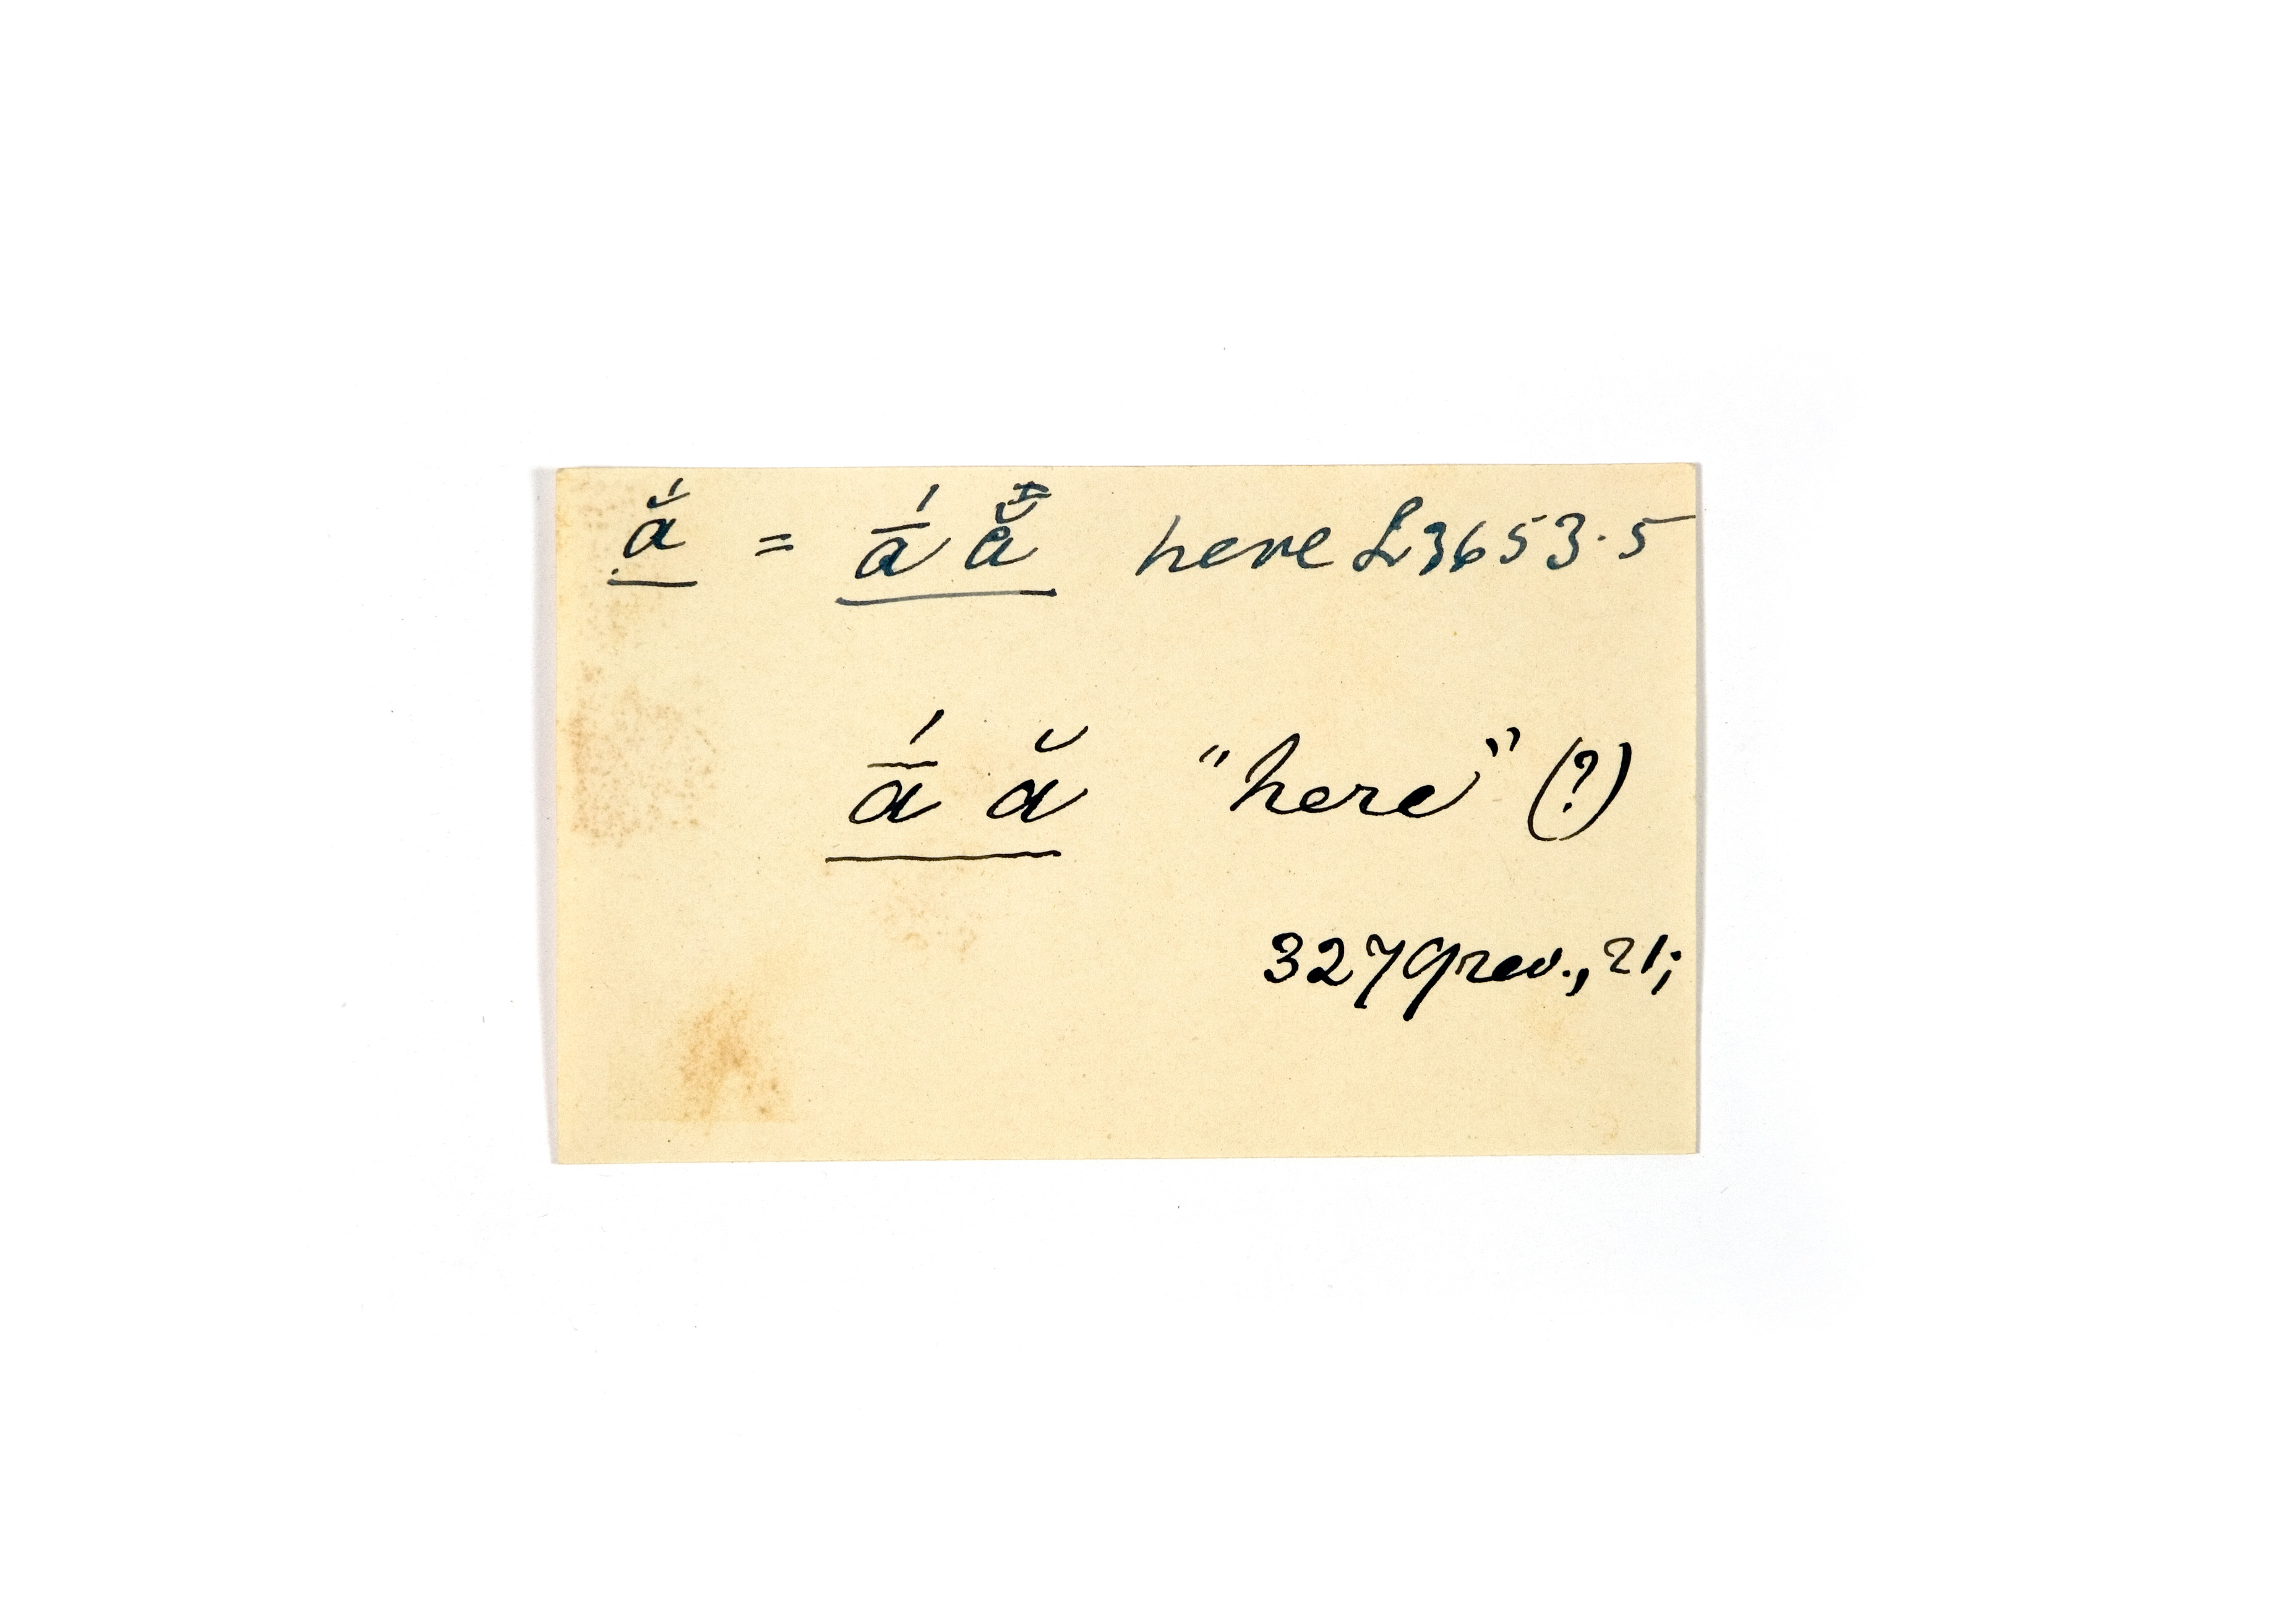 ắ = ā́ ằ here L3653.5
ā́ ă "here" (?)
3279rev., 21;